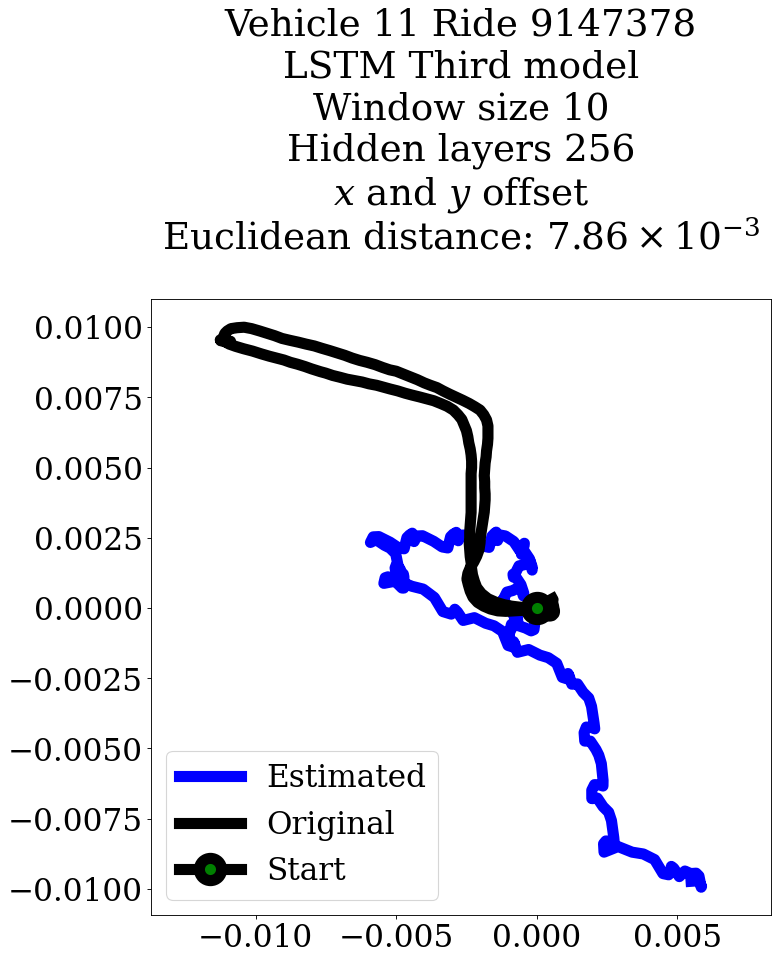 Vehicle 11 Ride 9147378
LSTM Third model
Window size 10
Hidden layers 256
x and y offset
Euclidean distance: 7.86 × 10⁻³
0.0100
0.0075
0.0050
0.0025
0.0000
−0.0025
−0.0050
−0.0075
−0.0100
Estimated
Original
Start
−0.010 −0.005 0.000 0.005